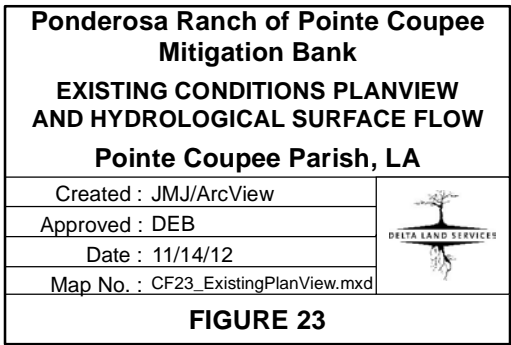 Ponderosa Ranch of Pointe Coupee
Mitigation Bank
EXISTING CONDITIONS PLANVIEW
AND HYDROLOGICAL SURFACE FLOW
Pointe Coupee Parish, LA
Created : JMJ/ArcView
Approved : DEB
Date : 11/14/12
Map No. : CF23_ExistingPlanView.mxd
DELTA LAND SERVICES
FIGURE 23